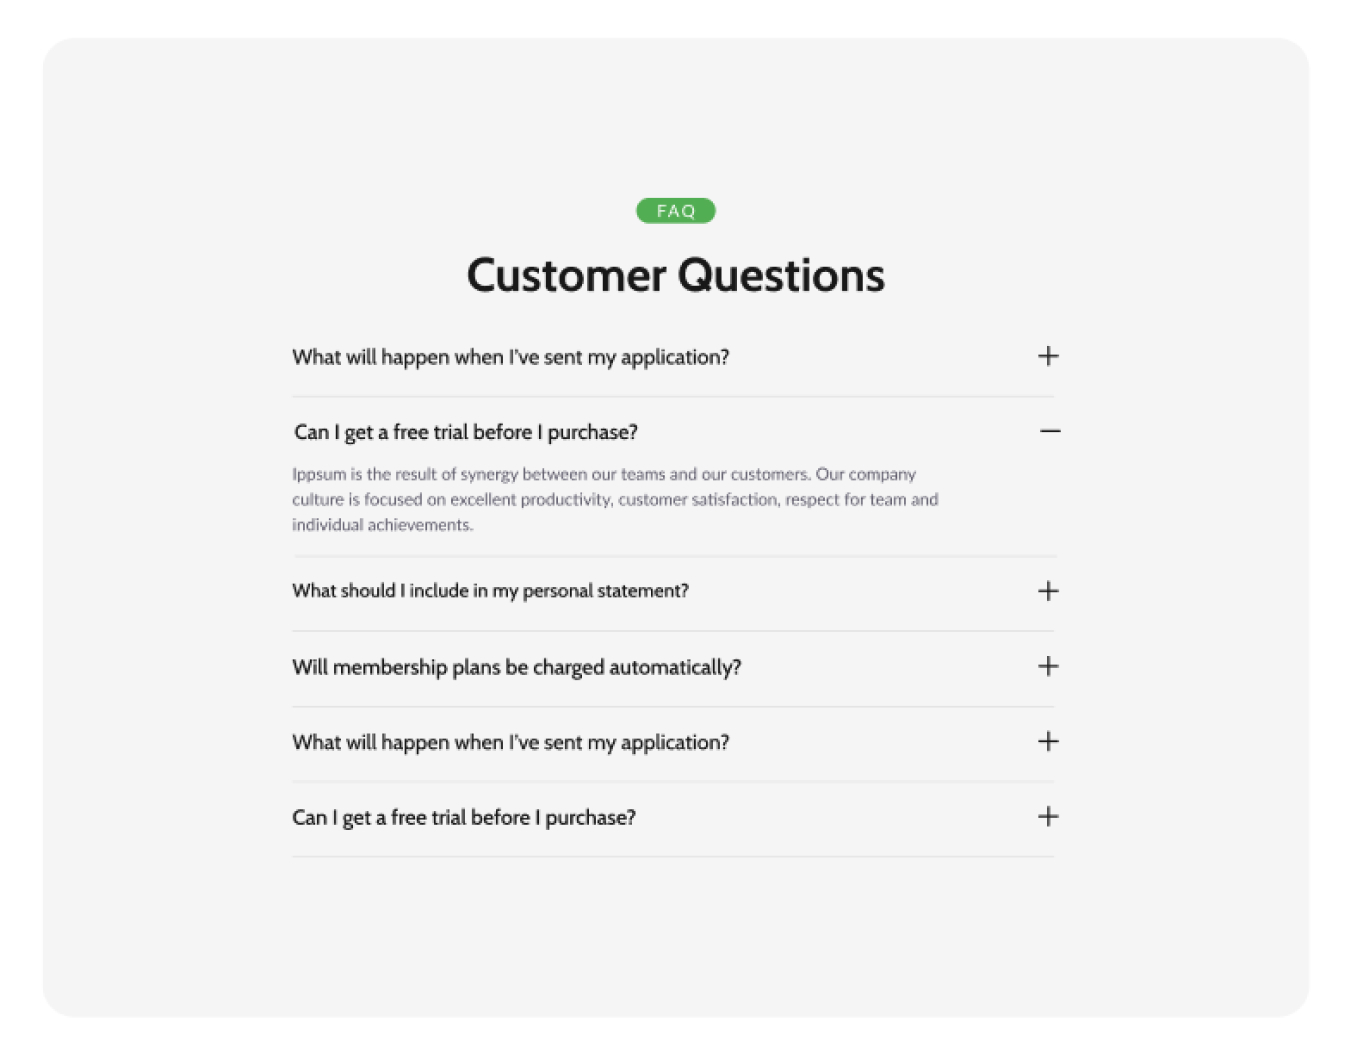 FAQ
Customer Questions
What will happen when I've sent my application?
Can I get a free trial before I purchase?
Ippsum is the result of synergy between our teams and our customers. Our company
culture is focused on excellent productivity, customer satisfaction, respect for team and
individual achievements.
What should I include in my personal statement?
Will membership plans be charged automatically?
What will happen when I've sent my application?
Can I get a free trial before I purchase?